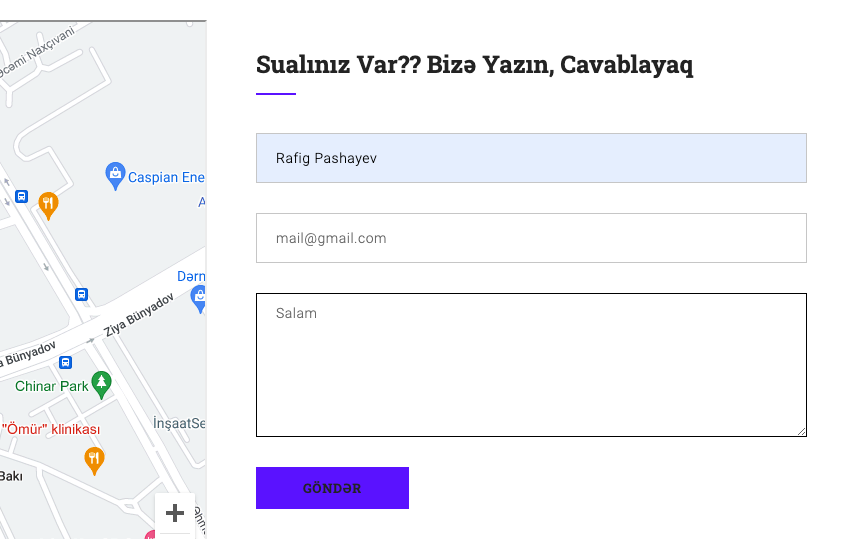 əcəmi Naxçıvani
Caspian Ene
A
Dərn
Ziya Bünyadov
a Bünyadov
Chinar Park
İnşaatSe
"Ömür" klinikası
Bakı
+
Sualınız Var?? Bizə Yazın, Cavablayaq
Rafig Pashayev
mail@gmail.com
Salam
GÖNDƏR